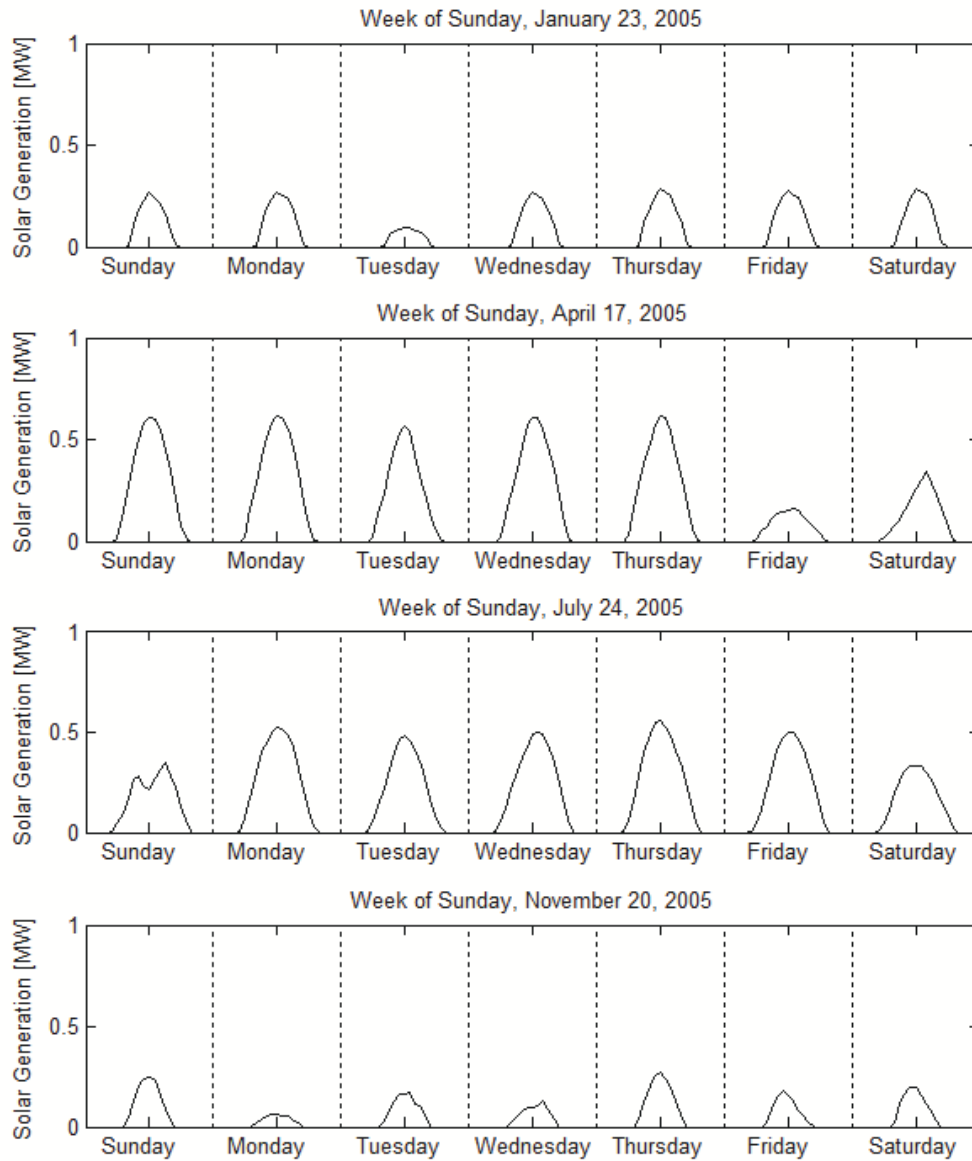 Week of Sunday, January 23, 2005
Solar Generation [MW]
1
0.5
0
Sunday Monday Tuesday Wednesday Thursday Friday Saturday
Week of Sunday, April 17, 2005
Solar Generation [MW]
1
0.5
0
Sunday Monday Tuesday Wednesday Thursday Friday Saturday
Week of Sunday, July 24, 2005
Solar Generation [MW]
1
0.5
0
Sunday Monday Tuesday Wednesday Thursday Friday Saturday
Week of Sunday, November 20, 2005
Solar Generation [MW]
1
0.5
0
Sunday Monday Tuesday Wednesday Thursday Friday Saturday